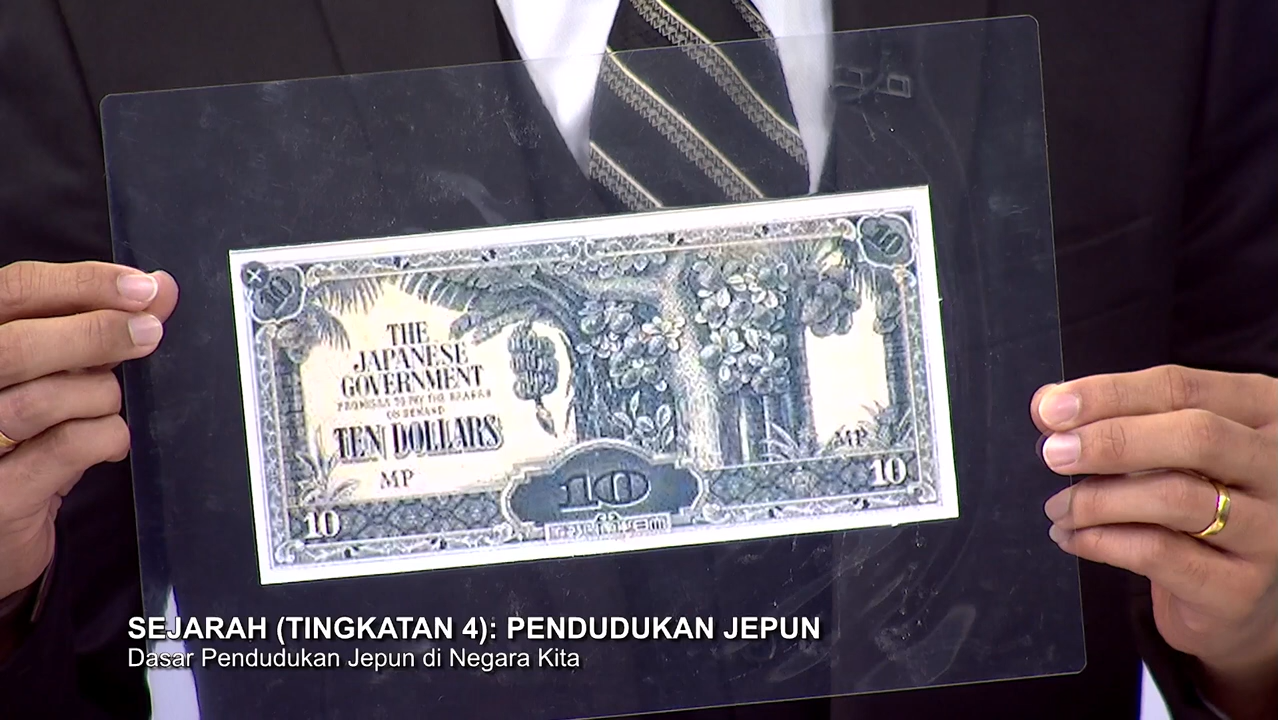 10
10
THE
JAPANESE
GOVERNMENT
PROMISES TO PAY THE BEARER
ON DEMAND
TEN DOLLARS
MP
MP
10
10
10
SEJARAH (TINGKATAN 4): PENDUDUKAN JEPUN
Dasar Pendudukan Jepun di Negara Kita